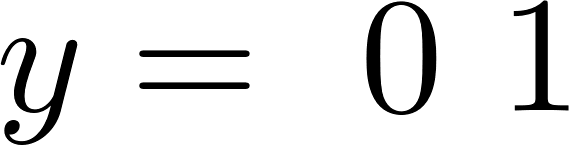 y = 0 1